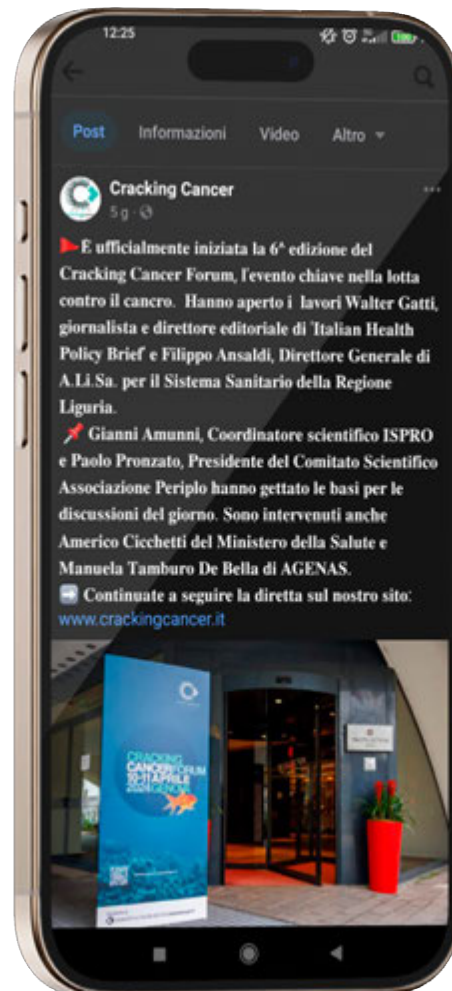 12:25
Post Informazioni Video Altro
Cracking Cancer
5 g
È ufficialmente iniziata la 6^ edizione del
Cracking Cancer Forum, l'evento chiave nella lotta
contro il cancro. Hanno aperto i lavori Walter Gatti,
giornalista e direttore editoriale di 'Italian Health
Policy Brief' e Filippo Ansaldi, Direttore Generale di
A.Li.Sa. per il Sistema Sanitario della Regione
Liguria.
📌 Gianni Amunni, Coordinatore scientifico ISPRO
e Paolo Pronzato, Presidente del Comitato Scientifico
Associazione Periplo hanno gettato le basi per le
discussioni del giorno. Sono intervenuti anche
Americo Cicchetti del Ministero della Salute e
Manuela Tamburo De Bella di AGENAS.
➡️ Continuate a seguire la diretta sul nostro sito:
www.crackingcancer.it
CRACKING
CANCERFORUM
10-11 APRILE
2024 GENOVA